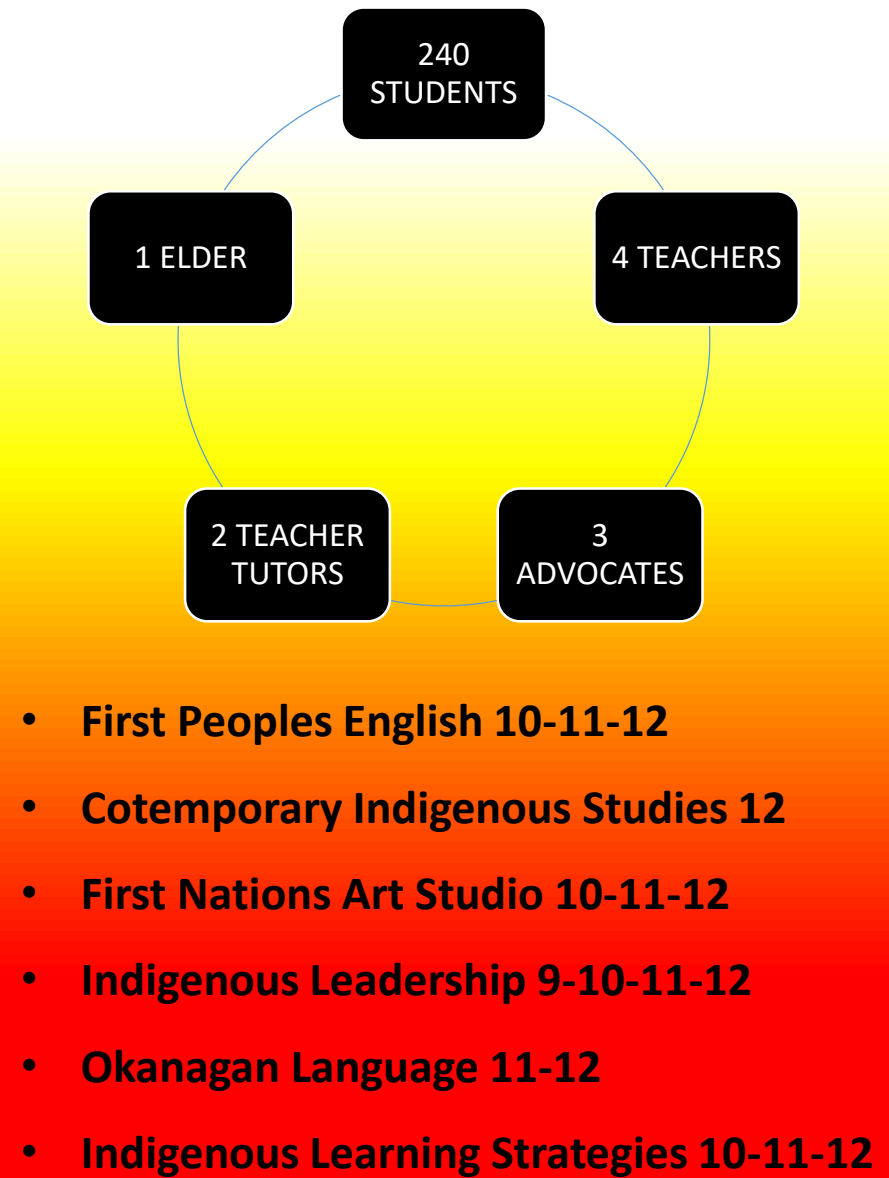 240
STUDENTS
1 ELDER
4 TEACHERS
2 TEACHER
TUTORS
3
ADVOCATES
• First Peoples English 10-11-12
• Cotemporary Indigenous Studies 12
• First Nations Art Studio 10-11-12
• Indigenous Leadership 9-10-11-12
• Okanagan Language 11-12
• Indigenous Learning Strategies 10-11-12